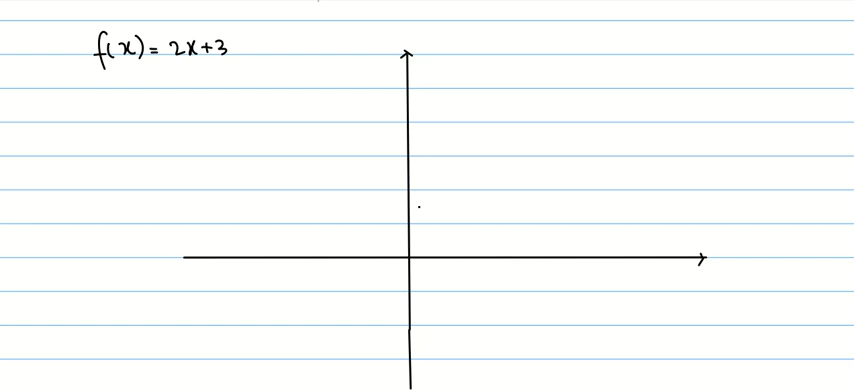 f(x) = 2x+3